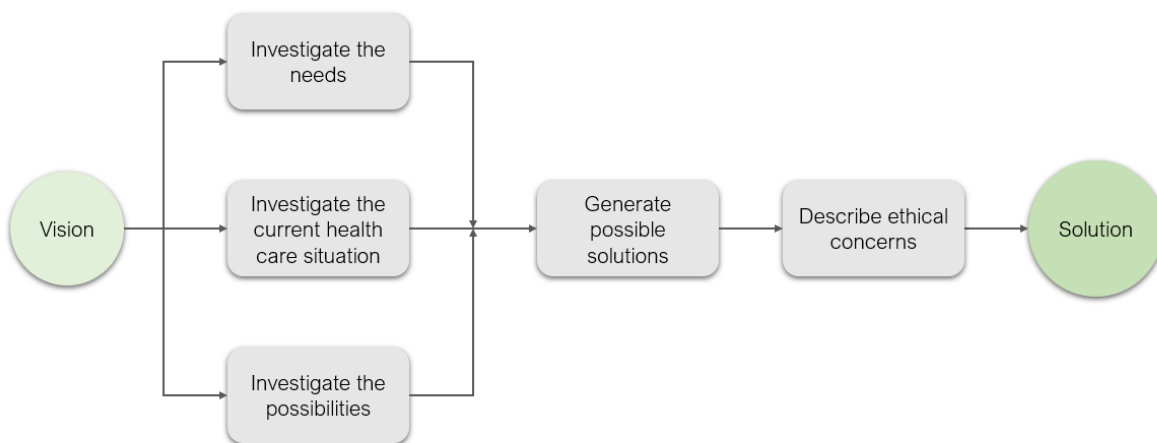 Investigate the
needs
Vision
Investigate the
current health
care situation
Generate
possible
solutions
Describe ethical
concerns
Solution
Investigate the
possibilities